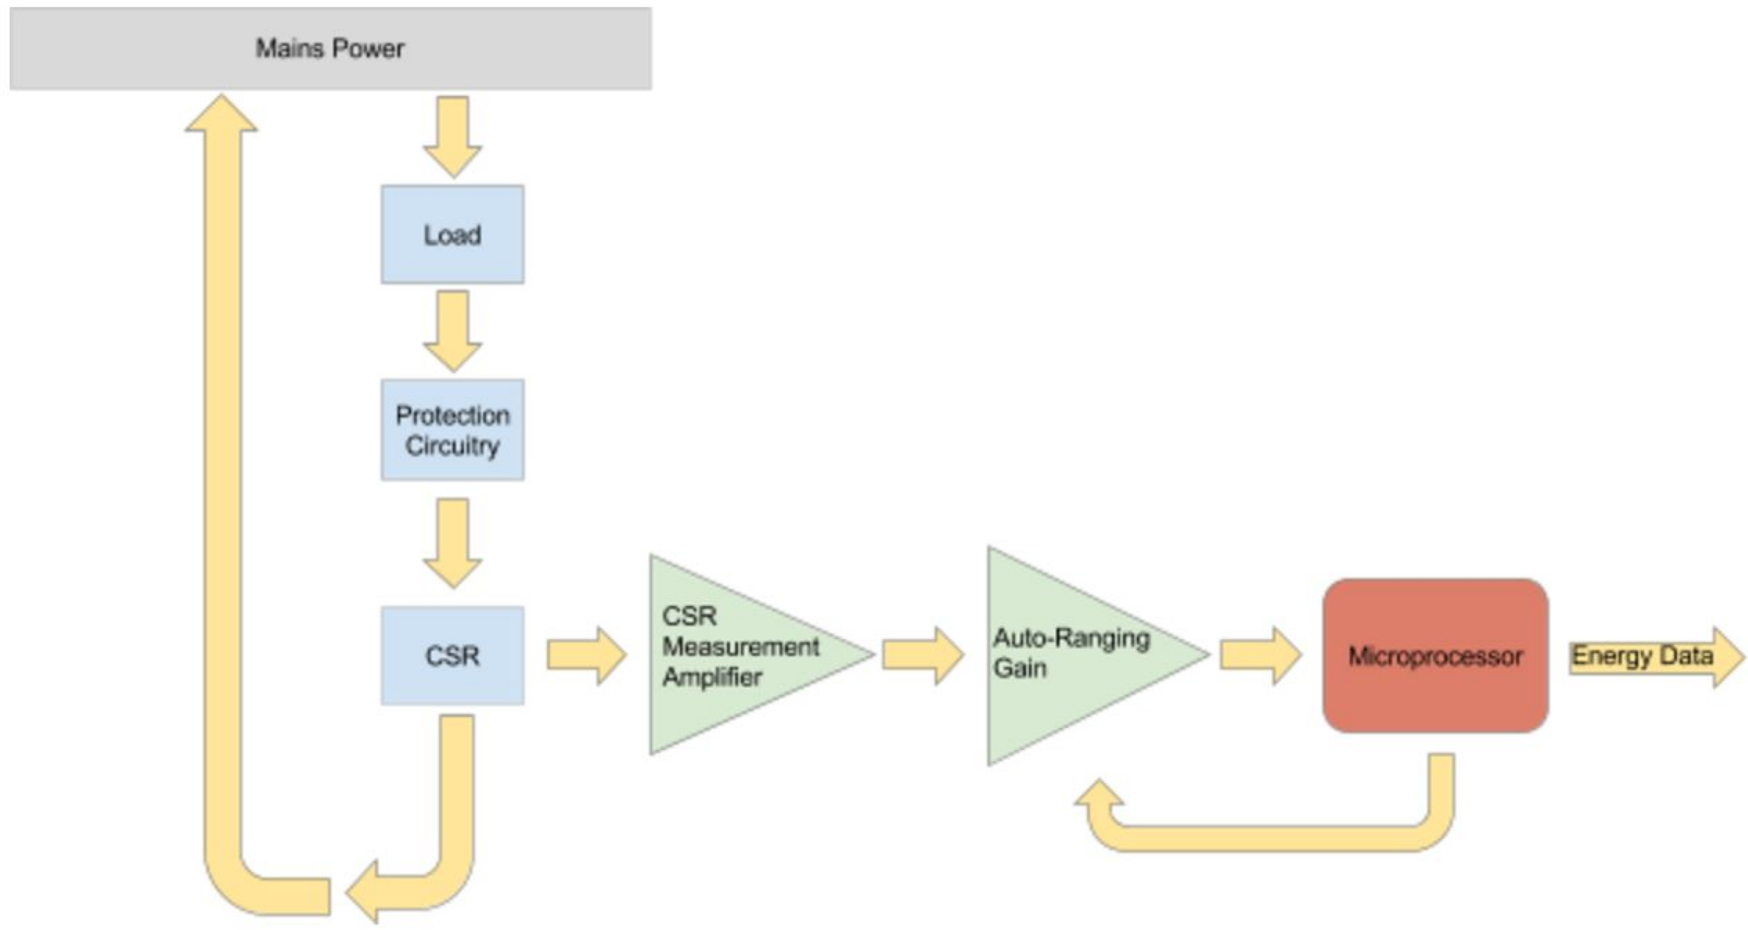 Mains Power
Load
Protection
Circuitry
CSR
CSR
Measurement
Amplifier
Auto-Ranging
Gain
Microprocessor
Energy Data